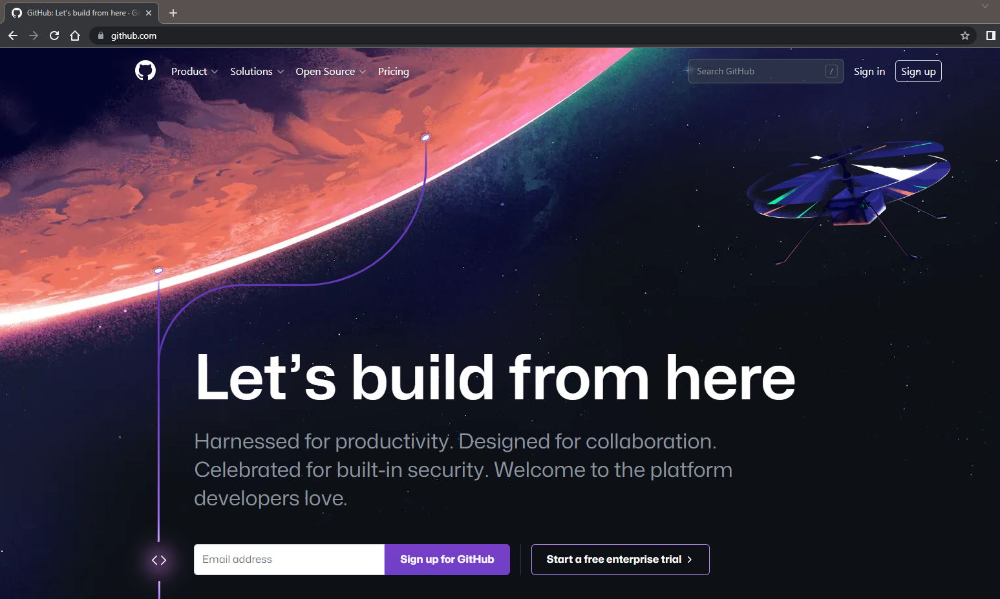 GitHub: Let's build from here · Gi
github.com
Product
Solutions
Open Source
Pricing
Search GitHub
/
Sign in
Sign up
Let’s build from here
Harnessed for productivity. Designed for collaboration.
Celebrated for built-in security. Welcome to the platform
developers love.
Email address
Sign up for GitHub
Start a free enterprise trial